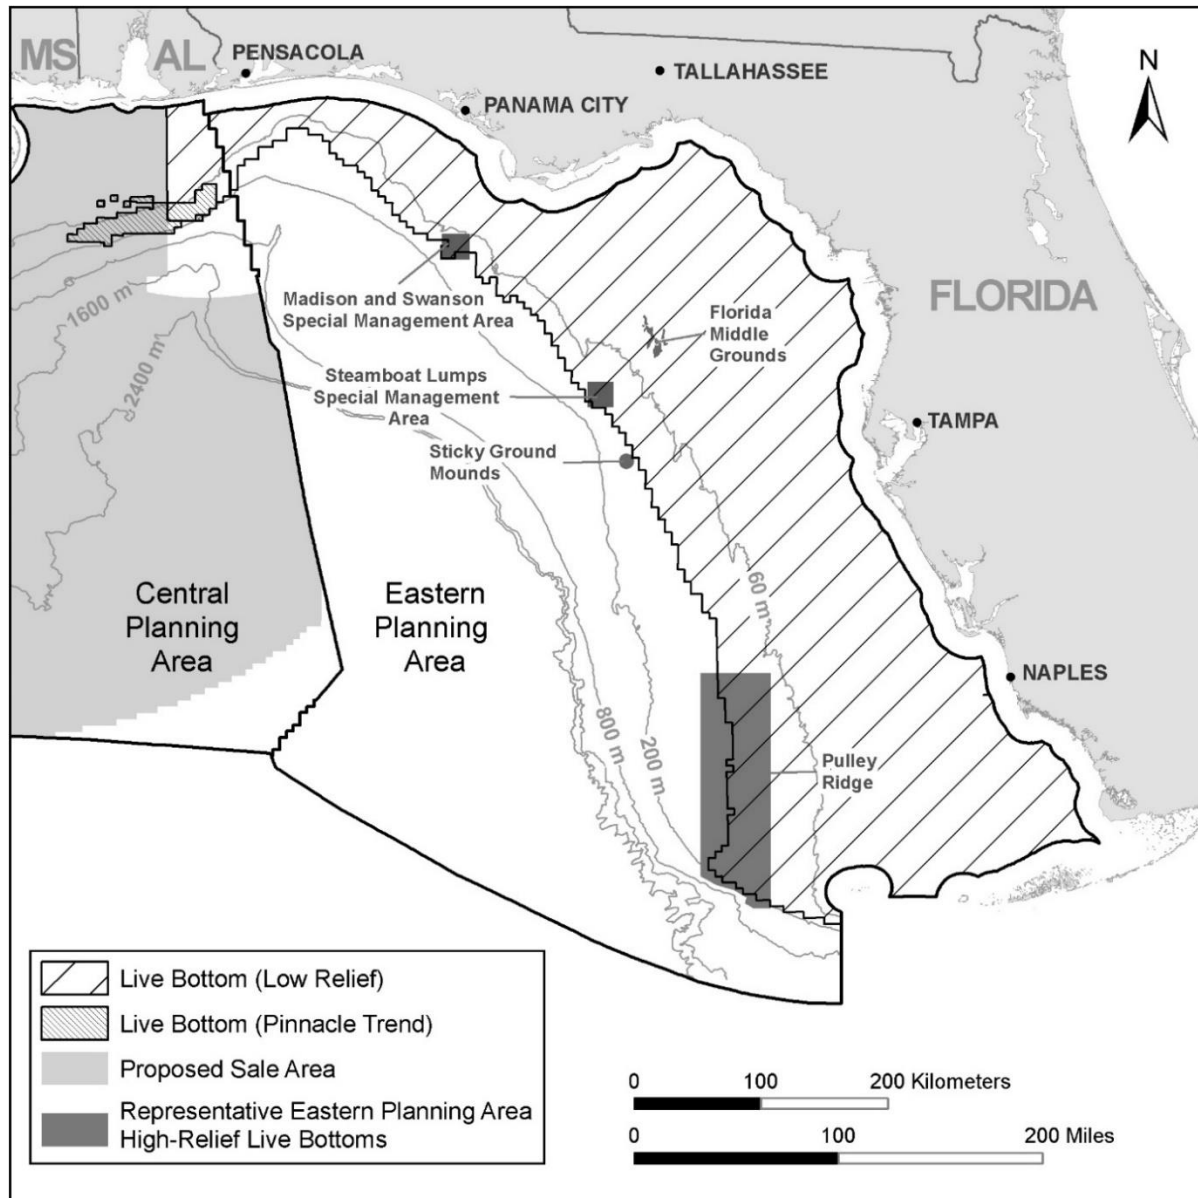 MS
AL
PENSACOLA
TALLAHASSEE
PANAMA CITY
N
FLORIDA
Madison and Swanson
Special Management Area
Florida
Middle
Grounds
1600 m
2400 m
Steamboat Lumps
Special Management
Area
TAMPA
Sticky Ground
Mounds
Central
Planning
Area
Eastern
Planning
Area
60 m
NAPLES
800 m
200 m
Pulley
Ridge
Live Bottom (Low Relief)
Live Bottom (Pinnacle Trend)
Proposed Sale Area
Representative Eastern Planning Area
High-Relief Live Bottoms
0 100 200 Kilometers
0 100 200 Miles